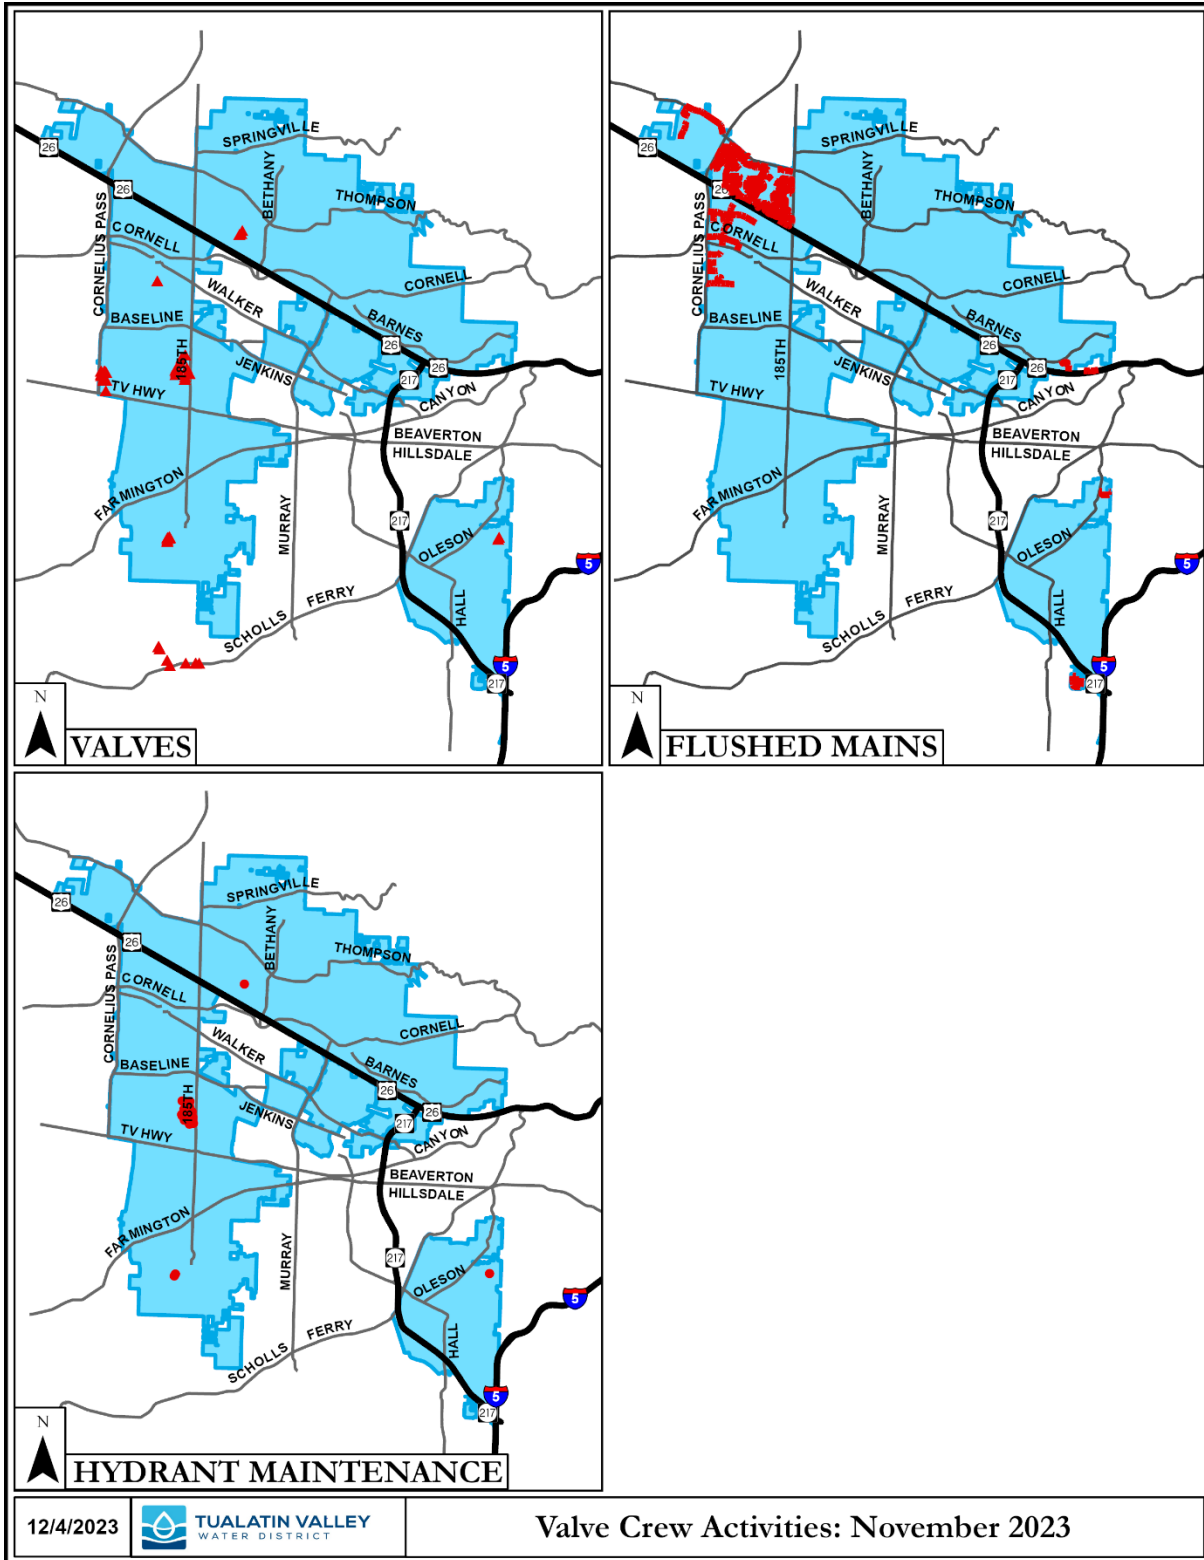 SPRINGVILLE
26
BETHANY
THOMPSON
26
CORNELIUS PASS
CORNELL
CORNELL
WALKER
BASELINE
BARNES
185TH
26
26
JENKINS
217
TV HWY
CANYON
BEAVERTON
HILLSDALE
FARMINGTON
217
MURRAY
OLESON
5
FERRY
HALL
SCHOLLS
5
217
N
VALVES
SPRINGVILLE
26
BETHANY
THOMPSON
26
CORNELIUS PASS
CORNELL
CORNELL
WALKER
BASELINE
BARNES
185TH
26
26
JENKINS
217
TV HWY
CANYON
BEAVERTON
HILLSDALE
FARMINGTON
217
MURRAY
OLESON
5
FERRY
HALL
SCHOLLS
5
217
N
FLUSHED MAINS
SPRINGVILLE
26
BETHANY
THOMPSON
26
CORNELIUS PASS
CORNELL
CORNELL
WALKER
BASELINE
BARNES
185TH
26
26
JENKINS
217
TV HWY
CANYON
BEAVERTON
HILLSDALE
FARMINGTON
217
MURRAY
OLESON
5
FERRY
HALL
SCHOLLS
5
217
N
HYDRANT MAINTENANCE
12/4/2023
TUALATIN VALLEY
WATER DISTRICT
Valve Crew Activities: November 2023